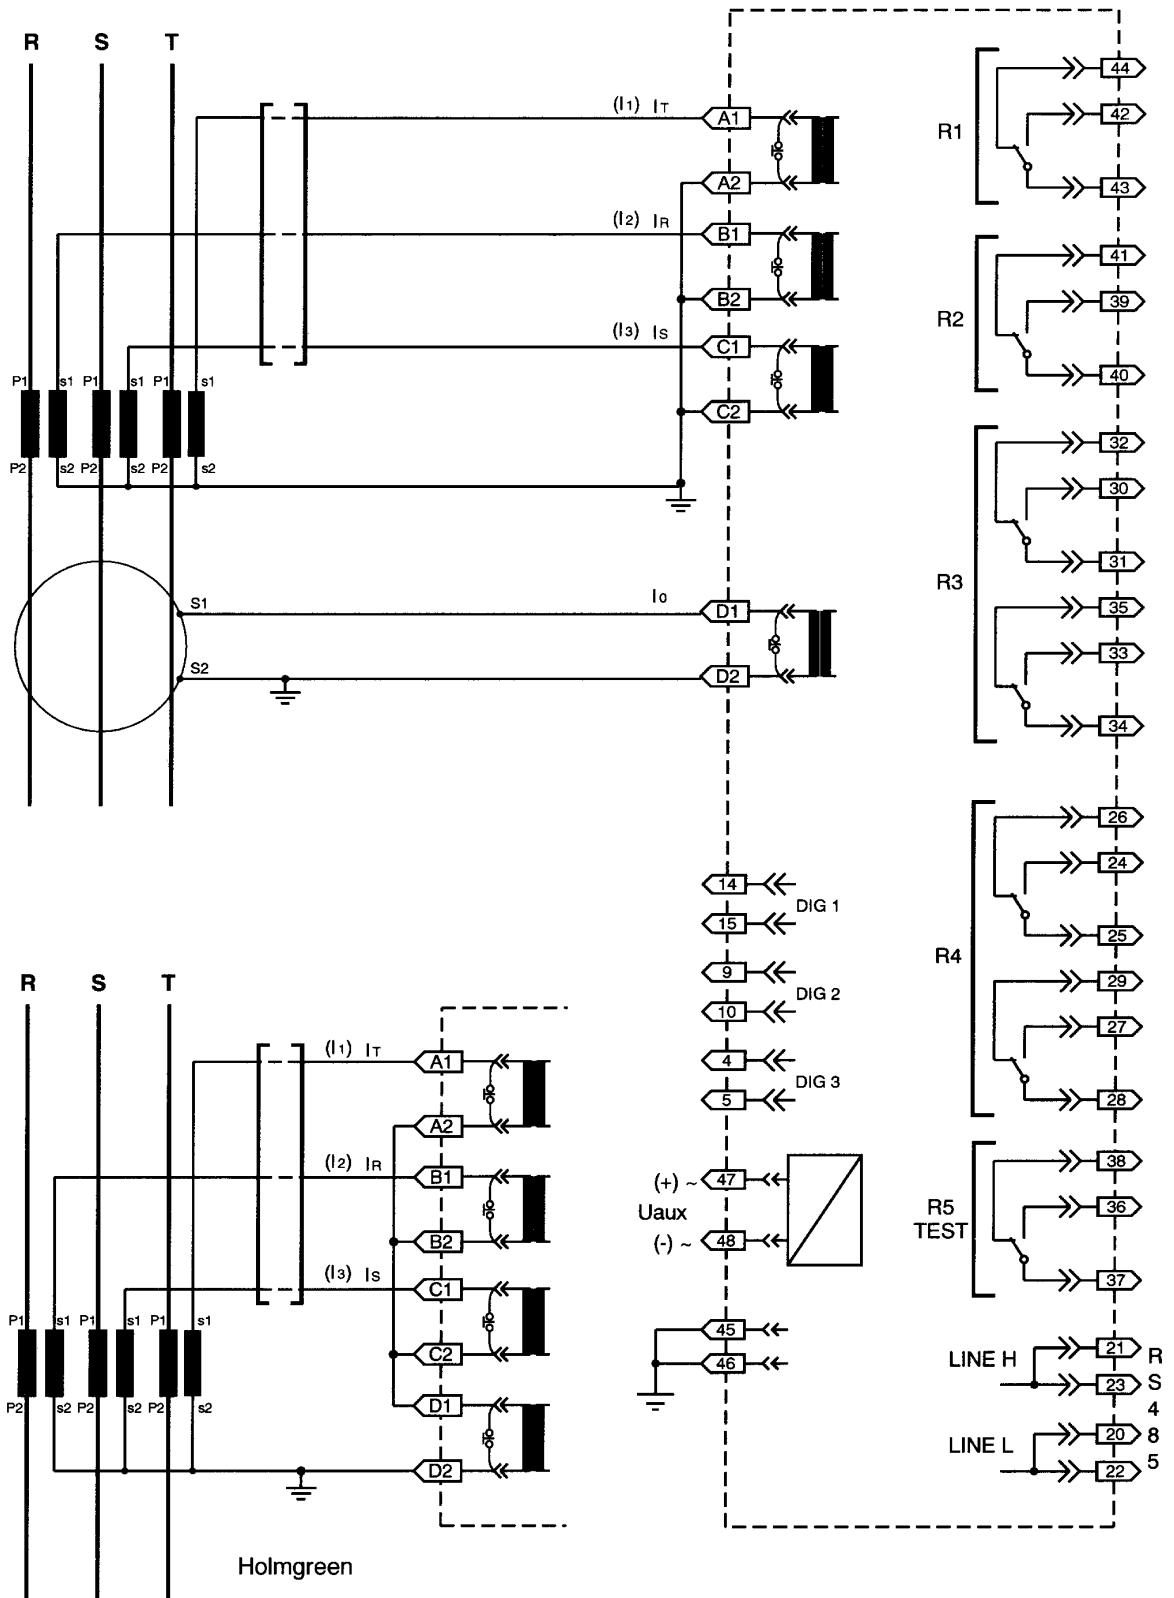 R S T
(I1) IT
A1
A2
(I2) IR
B1
B2
(I3) IS
C1
C2
P1 s1 P1 s1 P1 s1
P2 s2 P2 s2 P2 s2
S1
I0
D1
S2
D2
14
DIG 1
15
9
DIG 2
10
4
DIG 3
5
(+) ~ 47
Uaux
(-) ~ 48
45
46
R1
44
42
43
R2
41
39
40
R3
32
30
31
35
33
34
R4
26
24
25
29
27
28
R5
TEST
38
36
37
LINE H
21
23
LINE L
20
22
R
S
4
8
5
R S T
(I1) IT
A1
A2
(I2) IR
B1
B2
(I3) IS
C1
C2
D1
D2
P1 s1 P1 s1 P1 s1
P2 s2 P2 s2 P2 s2
Holmgreen